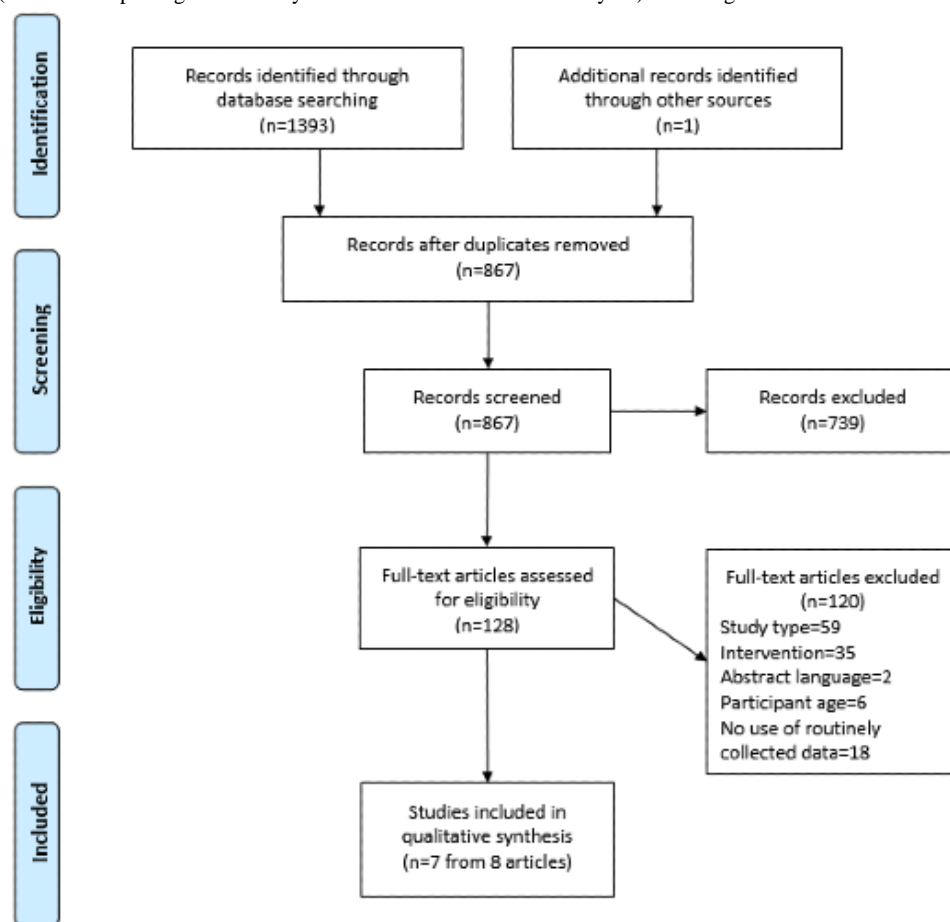 Identification
Records identified through
database searching
(n=1393)
Additional records identified
through other sources
(n=1)
Records after duplicates removed
(n=867)
Screening
Records screened
(n=867)
Records excluded
(n=739)
Eligibility
Full-text articles assessed
for eligibility
(n=128)
Full-text articles excluded
(n=120)
Study type=59
Intervention=35
Abstract language=2
Participant age=6
No use of routinely
collected data=18
Included
Studies included in
qualitative synthesis
(n=7 from 8 articles)